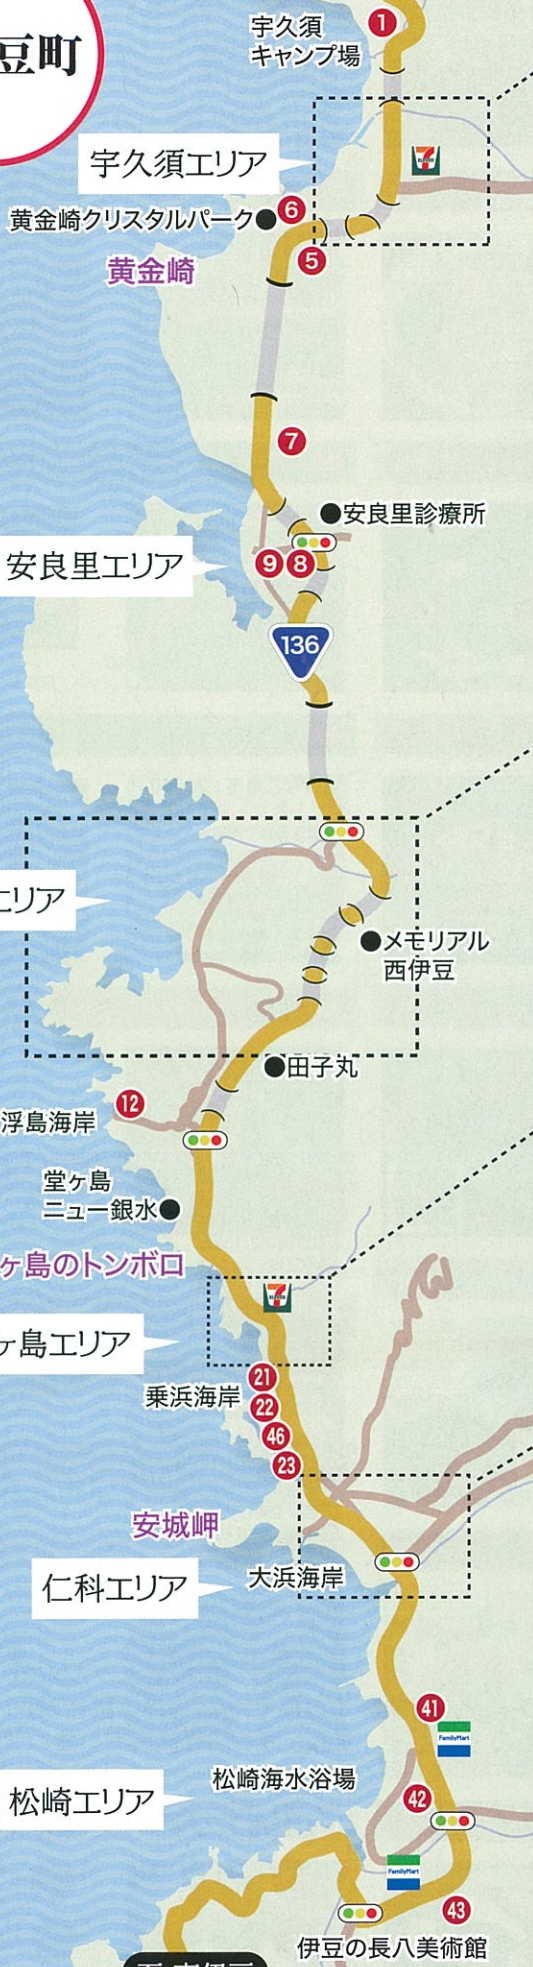 宇久須
キャンプ場
1
豆町
宇久須エリア
7
ELEVEN
黄金崎クリスタルパーク
6
5
黄金崎
7
安良里診療所
安良里エリア
9
8
136
エリア
メモリアル
西伊豆
田子丸
12
浮島海岸
堂ヶ島
ニュー銀水
ヶ島のトンボロ
7
ELEVEN
ヶ島エリア
21
乗浜海岸
22
46
23
安城岬
大浜海岸
仁科エリア
41
FamilyMart
松崎海水浴場
松崎エリア
42
FamilyMart
43
伊豆の長八美術館